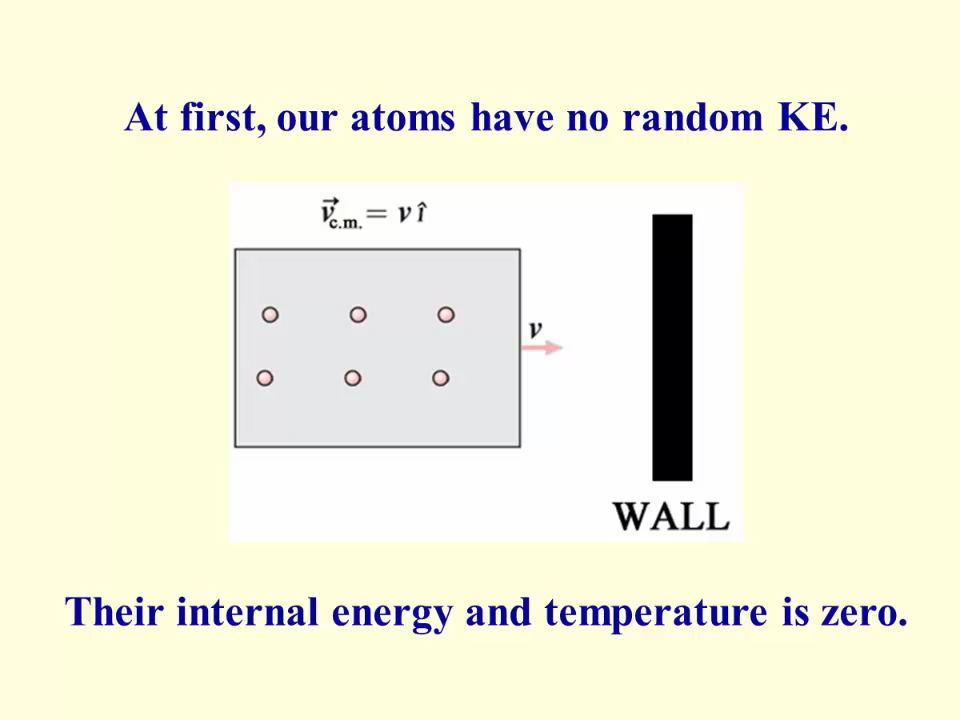 At first, our atoms have no random KE.
v⃗c.m. = v î
v
WALL
Their internal energy and temperature is zero.